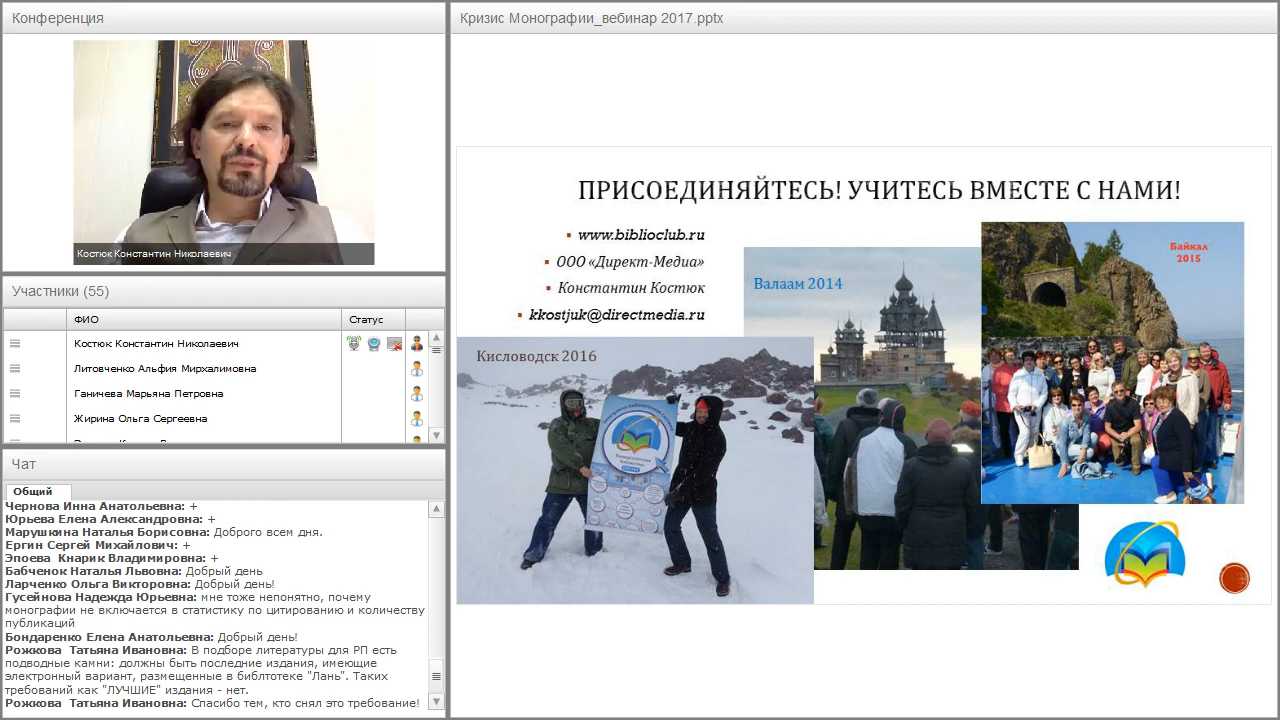 Конференция
Костюк Константин Николаевич
Участники (55)
ФИО
Статус
Костюк Константин Николаевич
Литовченко Альфия Мирхалимовна
Ганичева Марьяна Петровна
Жирина Ольга Сергеевна
Чат
Общий
Чернова Инна Анатольевна: +
Юрьева Елена Александровна: +
Марушкина Наталья Борисовна: Доброго всем дня.
Ергин Сергей Михайлович: +
Эпоева Кнарик Владимировна: +
Бабченок Наталья Львовна: Добрый день
Ларченко Ольга Викторовна: Добрый день!
Гусейнова Надежда Юрьевна: мне тоже непонятно, почему
монографии не включается в статистику по цитированию и количеству
публикаций
Бондаренко Елена Анатольевна: Добрый день!
Рожкова Татьяна Ивановна: В подборе литературы для РП есть
подводные камни: должны быть последние издания, имеющие
электронный вариант, размещенные в библтотеке "Лань". Таких
требований как "ЛУЧШИЕ" издания - нет.
Рожкова Татьяна Ивановна: Спасибо тем, кто снял это требование!
Кризис Монографии_вебинар 2017.pptx
ПРИСОЕДИНЯЙТЕСЬ! УЧИТЕСЬ ВМЕСТЕ С НАМИ!
www.biblioclub.ru
ООО «Директ-Медиа»
Константин Костюк
kkostjuk@directmedia.ru
Кисловодск 2016
Валаам 2014
Байкал
2015